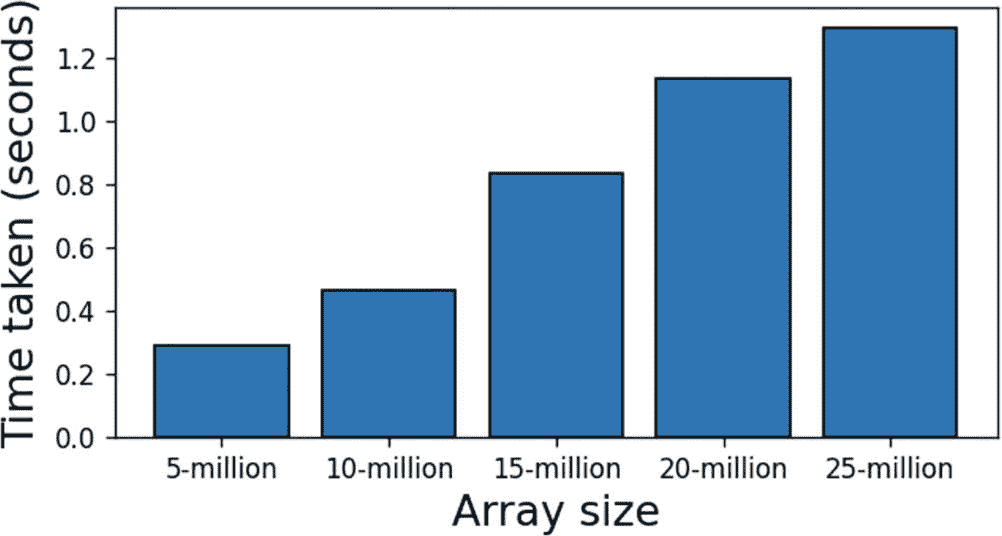 Time taken (seconds)
1.2
1.0
0.8
0.6
0.4
0.2
0.0
5-million 10-million 15-million 20-million 25-million
Array size